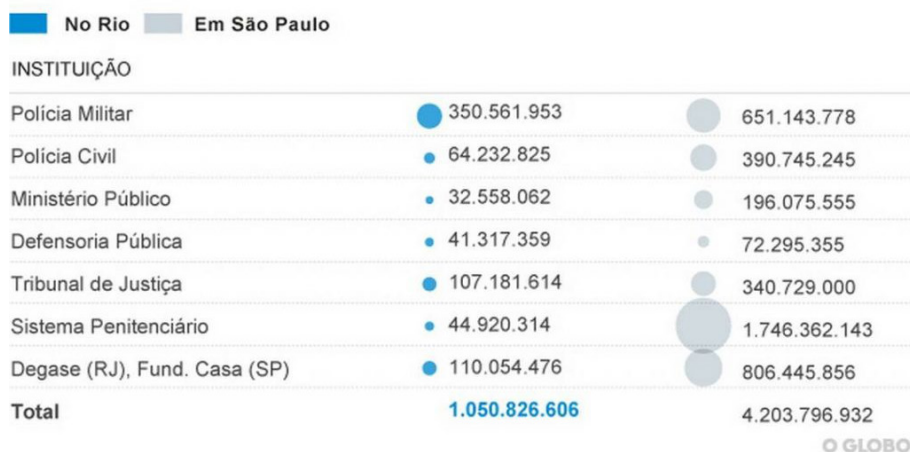 No Rio Em São Paulo
INSTITUIÇÃO
Polícia Militar 350.561.953 651.143.778
Polícia Civil 64.232.825 390.745.245
Ministério Público 32.558.062 196.075.555
Defensoria Pública 41.317.359 72.295.355
Tribunal de Justiça 107.181.614 340.729.000
Sistema Penitenciário 44.920.314 1.746.362.143
Degase (RJ), Fund. Casa (SP) 110.054.476 806.445.856
Total 1.050.826.606 4.203.796.932
O GLOBO